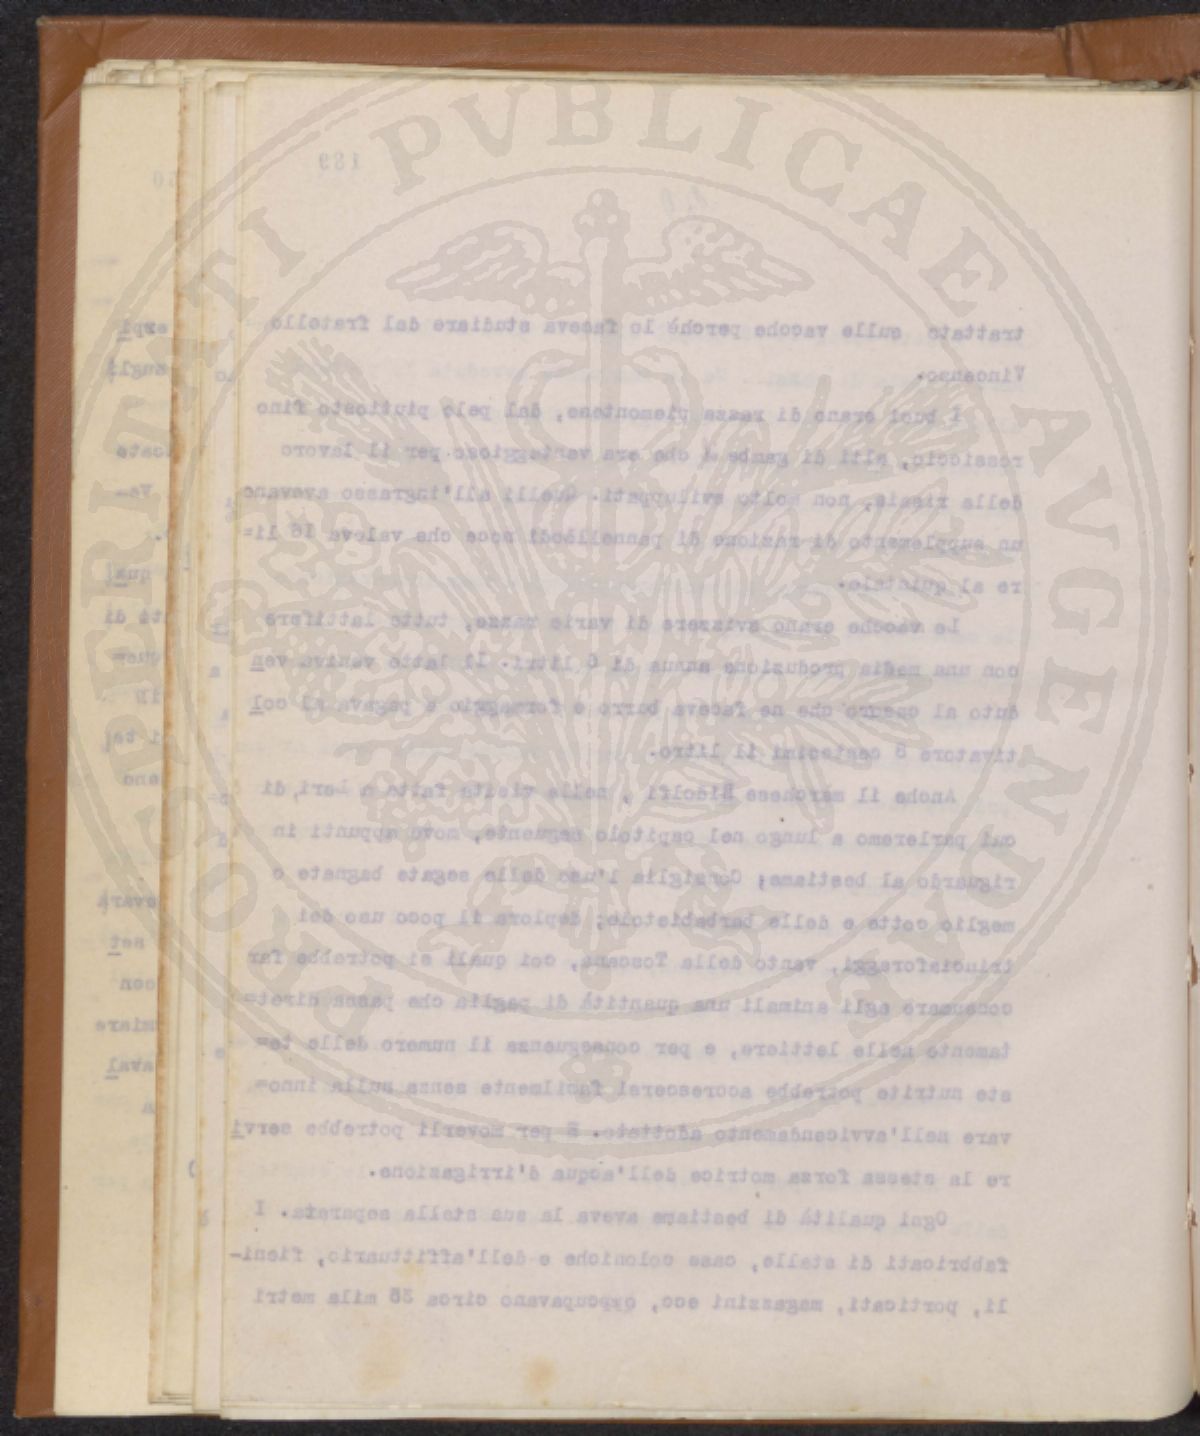 PROSPERITATI PVBLICAE AVGENDAE
189
trattato sulle vacche perchè lo faceva studiare dal fratello
Vincenzo.
I buoi erano di razza piemontese, dal pelo piuttosto fino
rossiccio, alti di gambe che era vantaggioso per il lavoro
della risaia, non molto sviluppati. Quelli all'ingrasso avevano
un supplemento di razione di pannello di noce che valeva 16 li=
re al quintale.
Le vacche erano svizzere di varie razze, tutte lattifere
con una media produzione annua di 6 litri. Il latte veniva ven
duto al casaro che ne faceva burro e formaggio e pagava al col
tivatore 8 centesimi il litro.
Anche il marchese Ridolfi , nella visita fatta a Leri, di
cui parleremo a lungo nel capitolo seguente, move appunti in
riguardo al bestiame; Consiglia l'uso delle segate bagnate o
meglio cotte e delle barbabietole; deplora il poco uso dei
trinciaforaggi, vanto della Toscana, coi quali si potrebbe far
consumare agli animali una quantità di paglia che passa diret=
tamente nelle lettiere, e per conseguenza il numero delle te=
ste nutrite potrebbe accrescersi facilmente senza nulla inno=
vare nell'avvicendamento adottato. E per moverli potrebbe servi
re la stessa forza motrice dell'acqua d'irrigazione.
Ogni qualità di bestiame aveva la sua stalla separata. I
fabbricati di stalle, case coloniche e dell'affittuario, fieni-
li, porticati, magazzini ecc, occupavano circa 35 mila metri